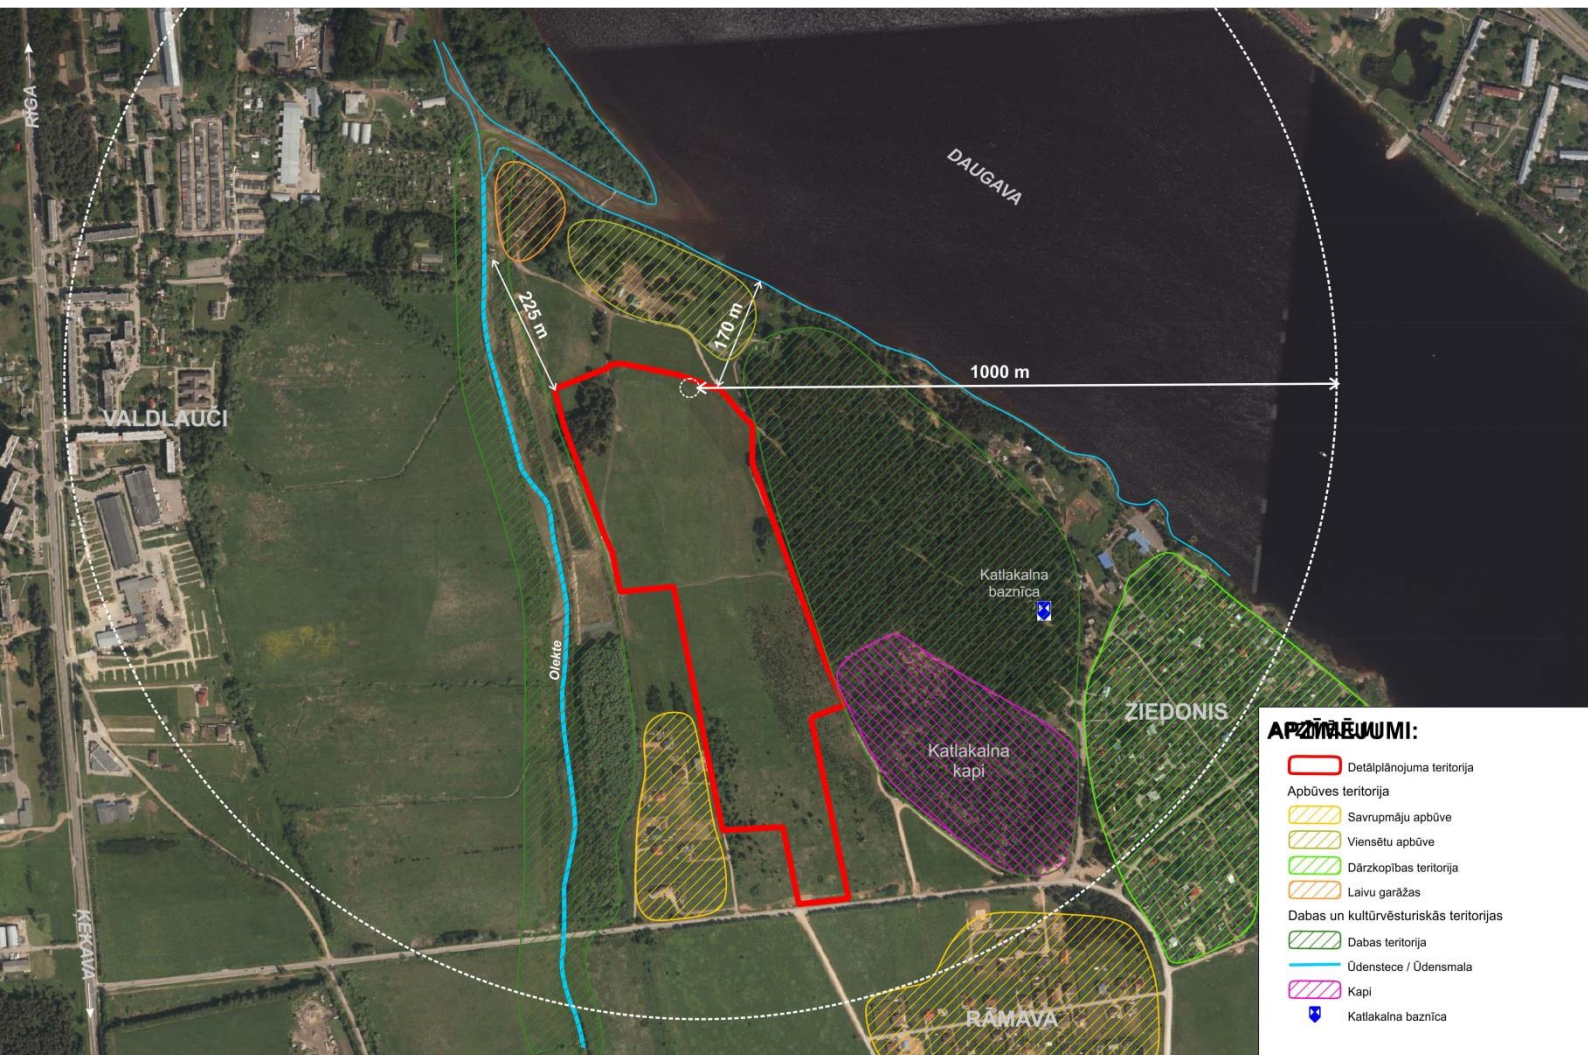 RĪGA
DAUGAVA
225 m
170 m
1000 m
VALDLAUČI
Katlakalna
baznīca
Olekte
ZIEDONIS
Katlakalna
kapi
ĶEKAVA
RĀMAVA
APZĪMĒJUMI:
Detālplānojuma teritorija
Apbūves teritorija
Savrupmāju apbūve
Viensētu apbūve
Dārzkopības teritorija
Laivu garāžas
Dabas un kultūrvēsturiskās teritorijas
Dabas teritorija
Ūdenstece / Ūdensmala
Kapi
Katlakalna baznīca